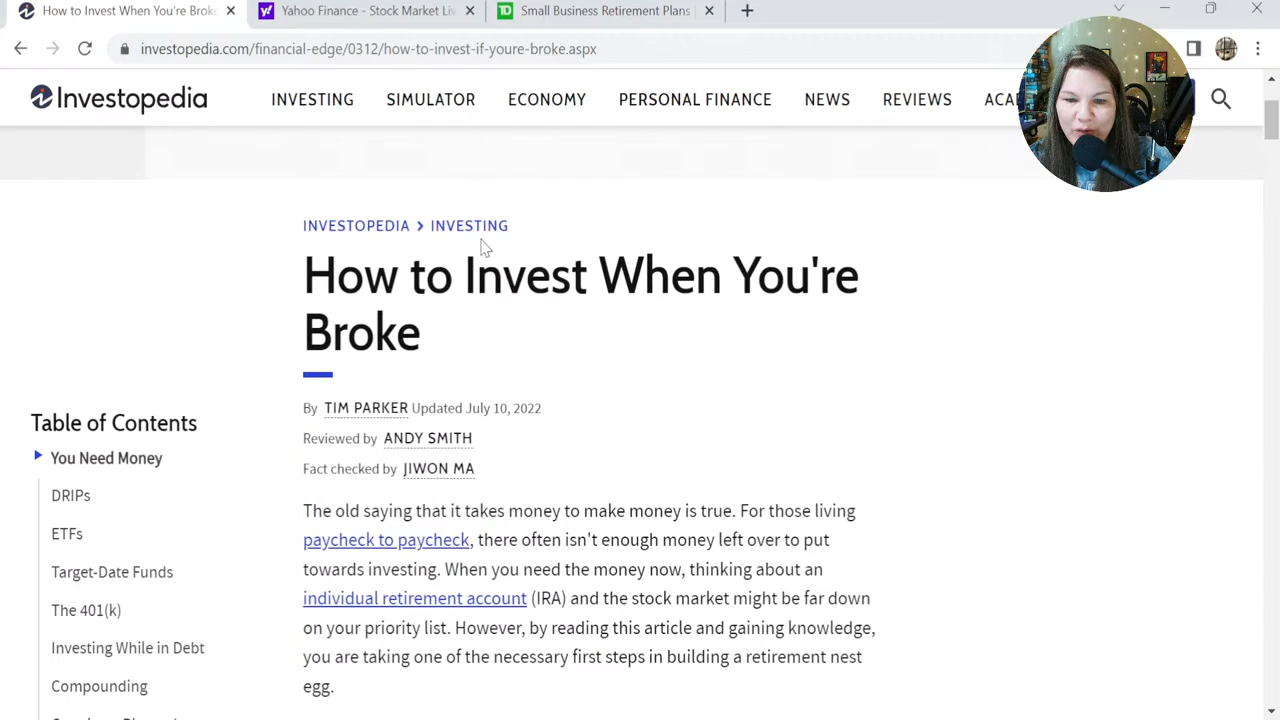 How to Invest When You're Broke
Yahoo Finance - Stock Market Liv
Small Business Retirement Plans
investopedia.com/financial-edge/0312/how-to-invest-if-youre-broke.aspx
Investopedia
INVESTING
SIMULATOR
ECONOMY
PERSONAL FINANCE
NEWS
REVIEWS
INVESTOPEDIA > INVESTING
How to Invest When You're
Broke
By TIM PARKER Updated July 10, 2022
Reviewed by ANDY SMITH
Fact checked by JIWON MA
Table of Contents
You Need Money
DRIPs
ETFs
Target-Date Funds
The 401(k)
Investing While in Debt
Compounding
The old saying that it takes money to make money is true. For those living
paycheck to paycheck, there often isn't enough money left over to put
towards investing. When you need the money now, thinking about an
individual retirement account (IRA) and the stock market might be far down
on your priority list. However, by reading this article and gaining knowledge,
you are taking one of the necessary first steps in building a retirement nest
egg.